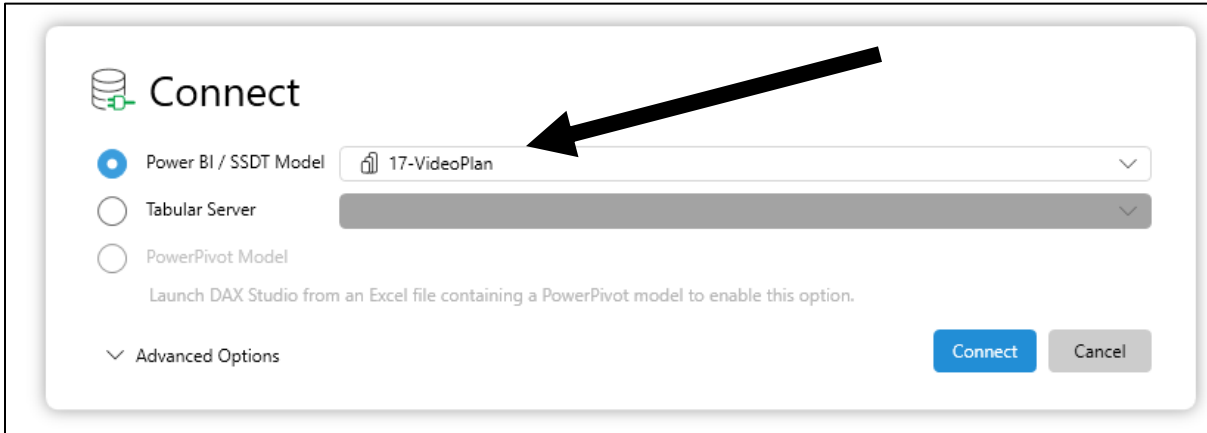 Connect
Power BI / SSDT Model 17-VideoPlan
Tabular Server
PowerPivot Model
Launch DAX Studio from an Excel file containing a PowerPivot model to enable this option.
Advanced Options Connect Cancel